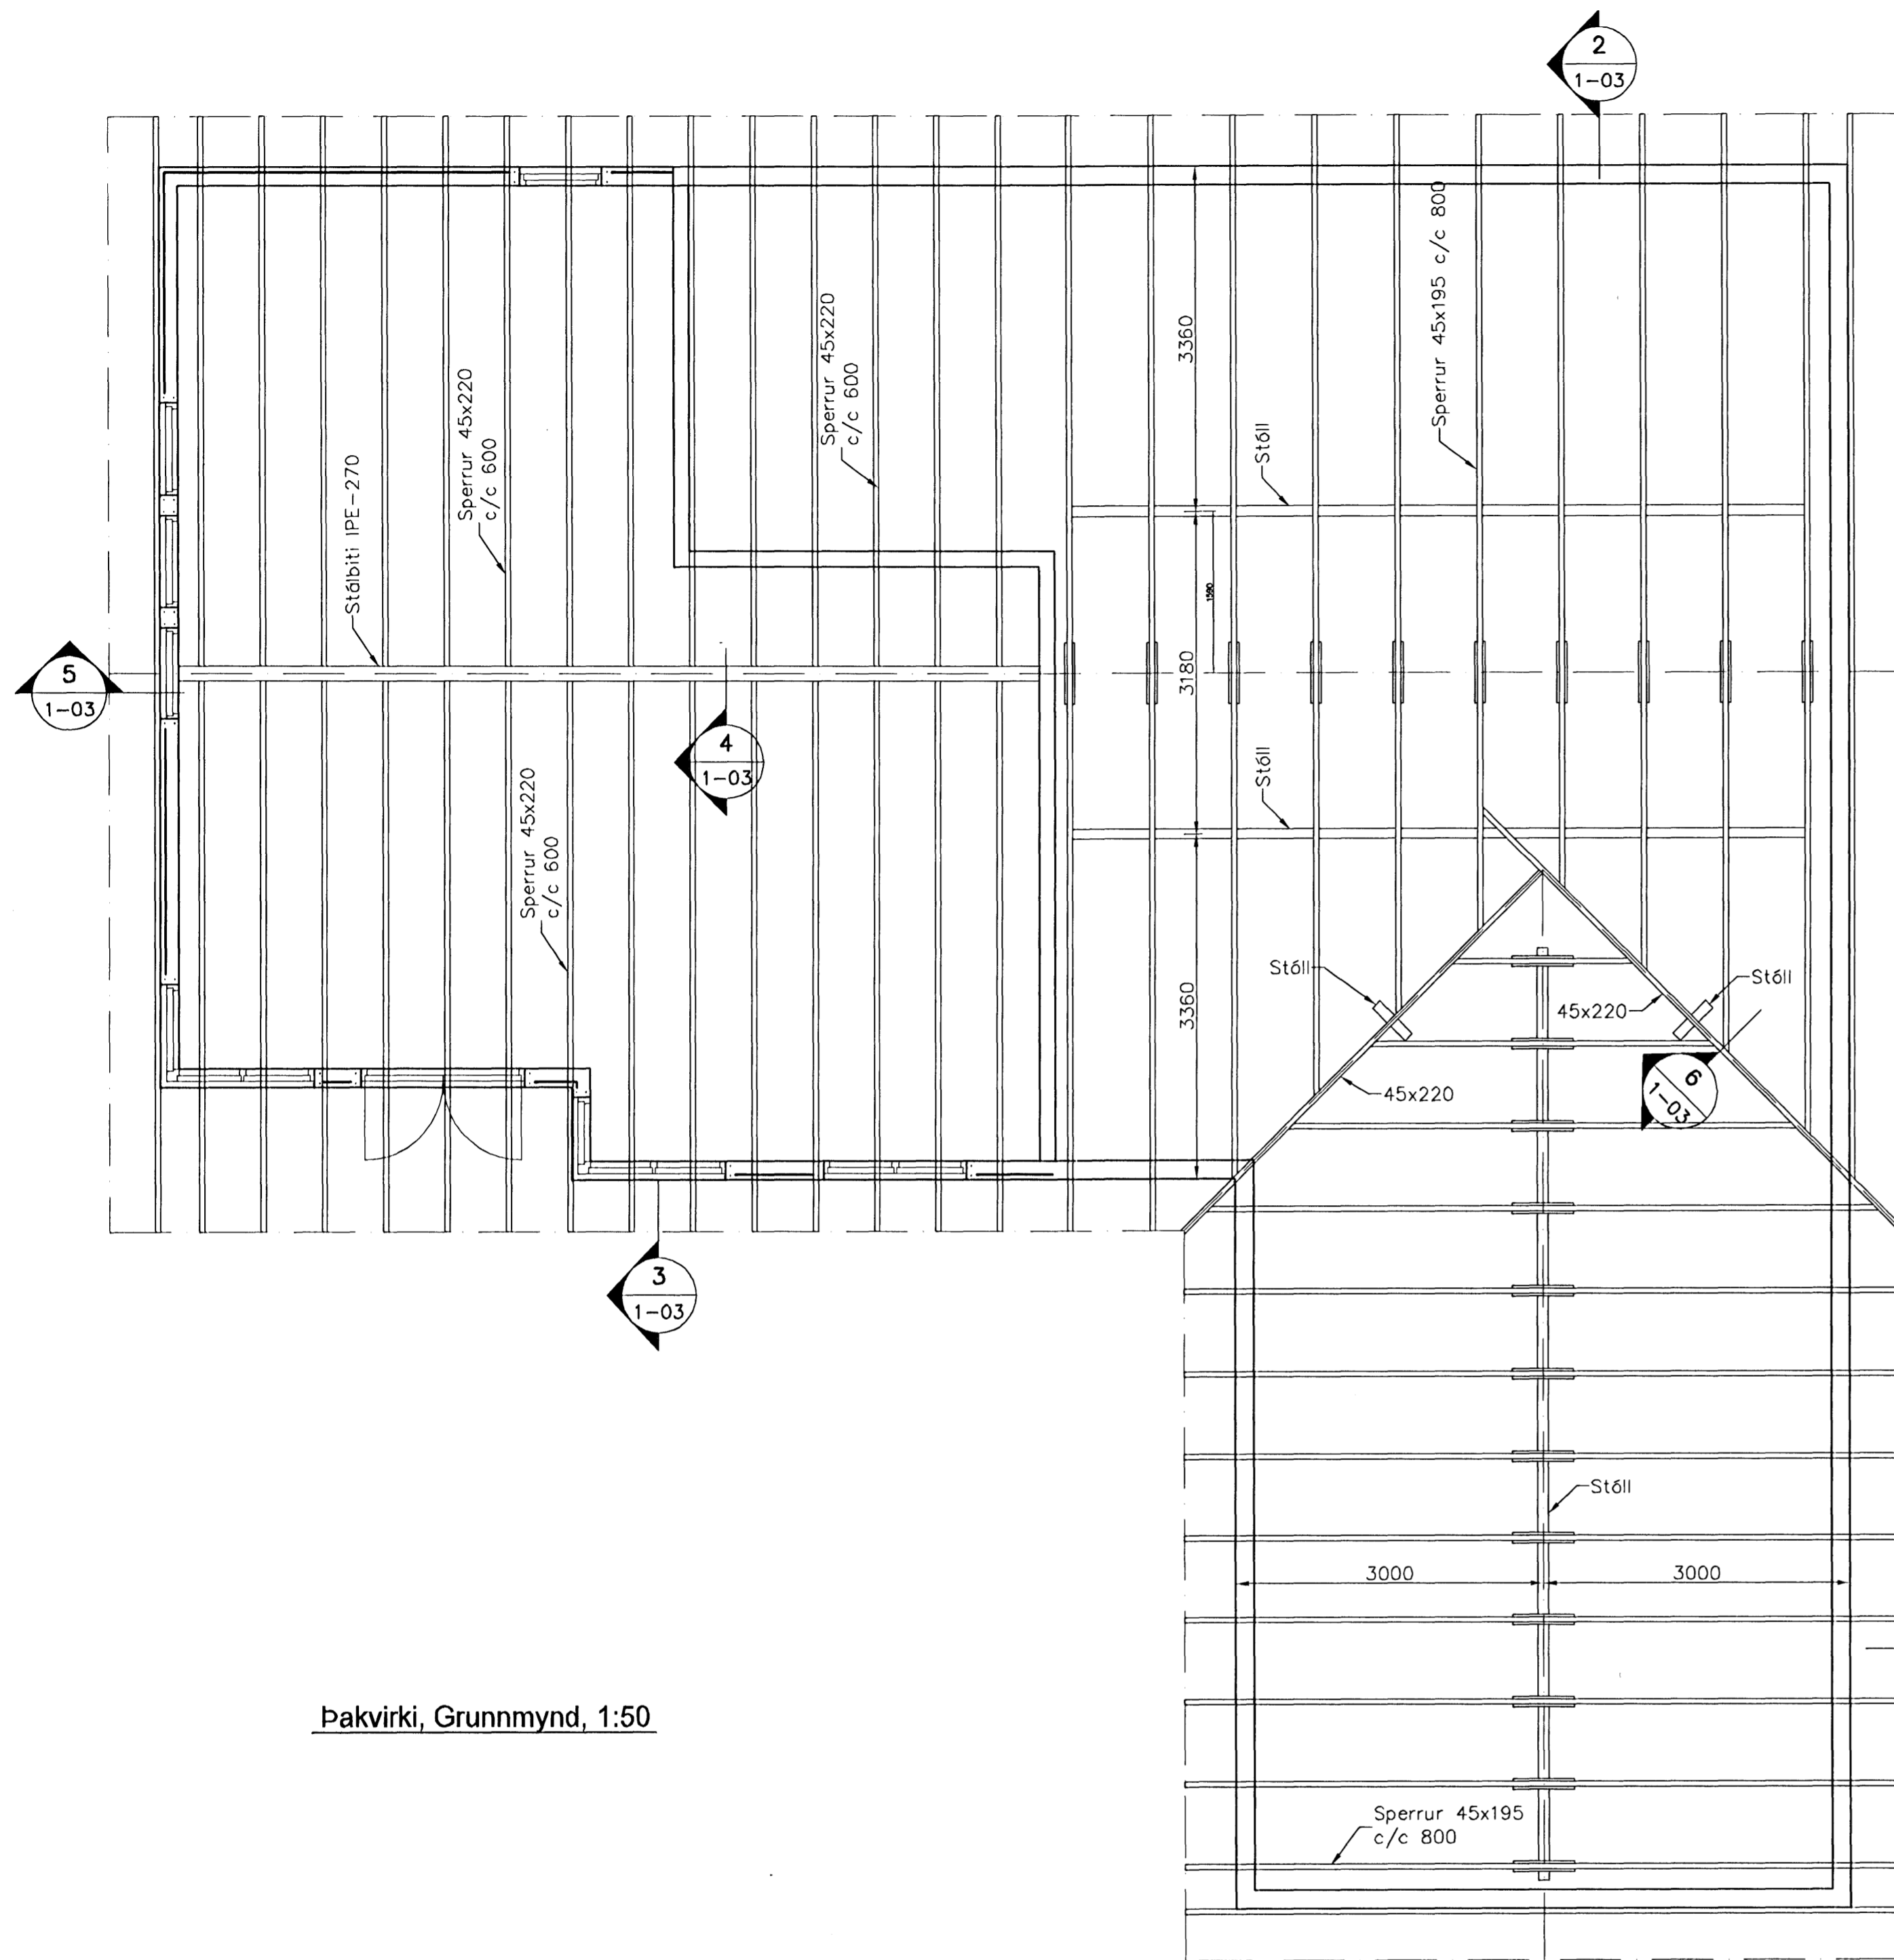 2
1-03
Sperrur 45x195 c/c 800
3360
Sperrur 45x220
c/c 600
Sperrur 45x220
c/c 600
Stálbiti IPE-270
Stóll
1590
5
1-03
3180
4
1-03
Stóll
Sperrur 45x220
c/c 600
Stóll
Stóll
3360
45x220
6
1-03
45x220
3
1-03
Stóll
3000
3000
Þakvirki, Grunnmynd, 1:50
Sperrur 45x195
c/c 800